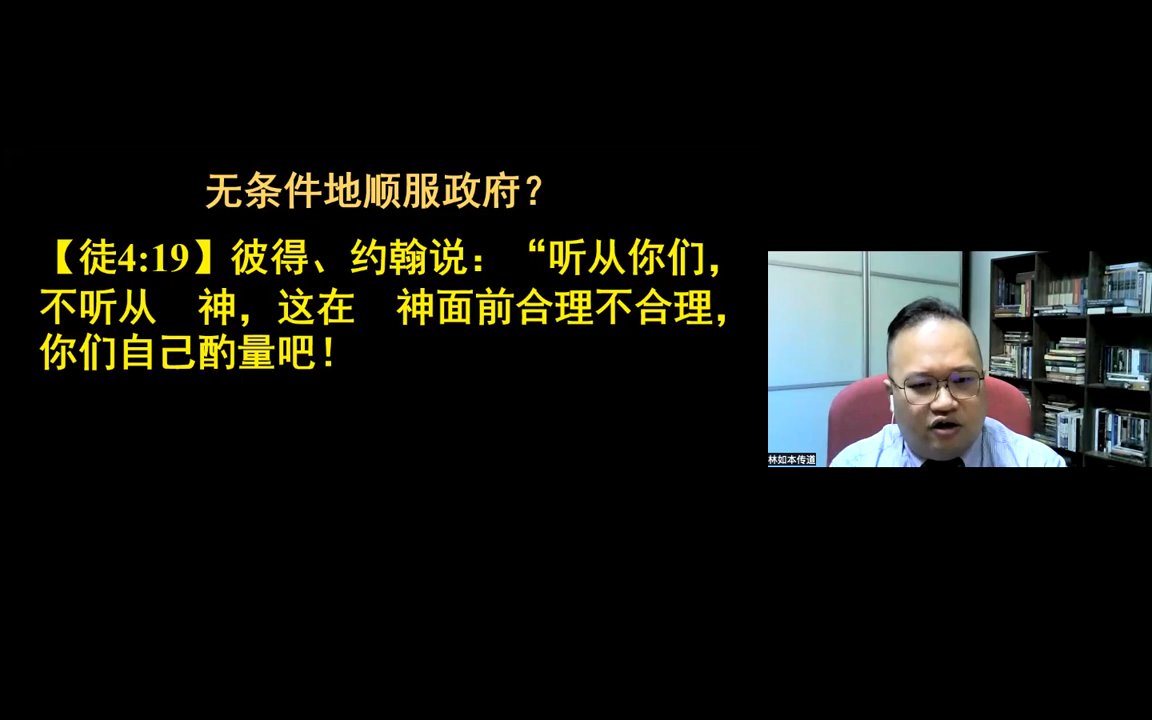 无条件地顺服政府？
【徒4:19】彼得、约翰说：“听从你们，
不听从　神，这在　神面前合理不合理，
你们自己酌量吧！
林如本传道